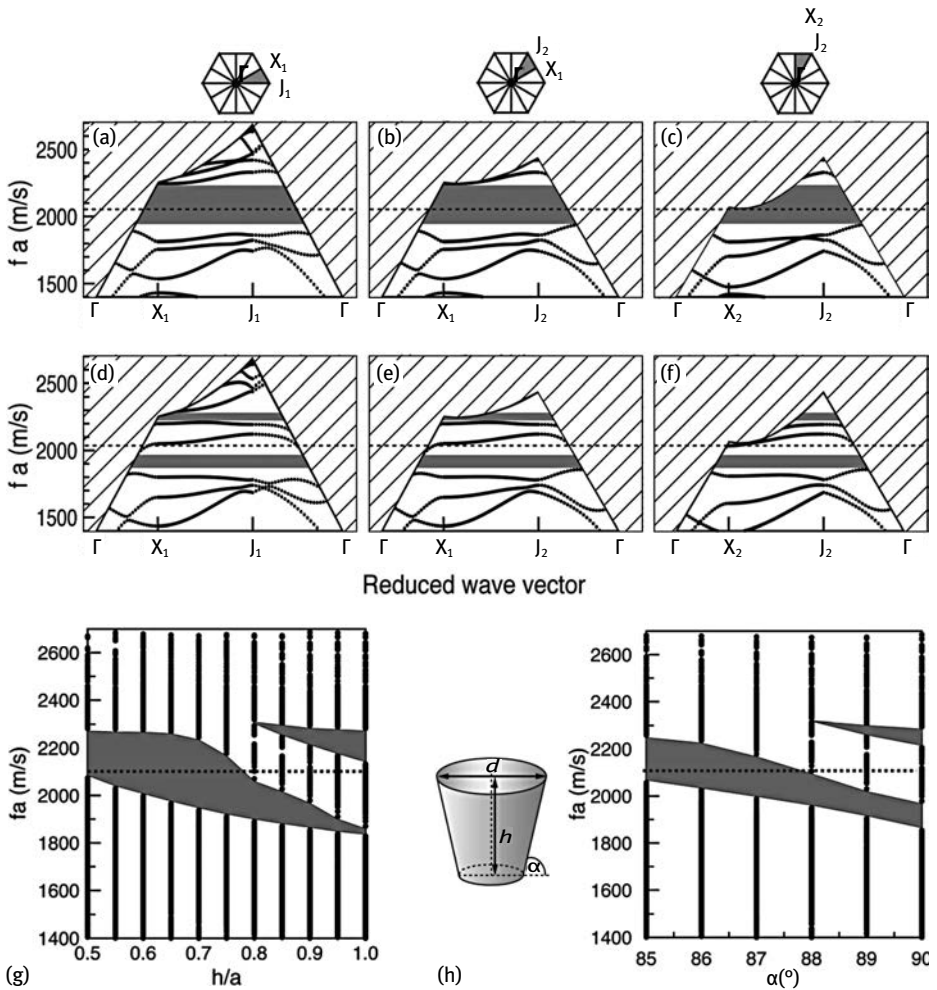 X₁
Γ
J₁
J₂
Γ
X₁
X₂
J₂
Γ
(a)
(b)
(c)
f a (m/s)
2500
2000
1500
Γ X₁ J₁ Γ
Γ X₁ J₂ Γ
Γ X₂ J₂ Γ
(d)
(e)
(f)
f a (m/s)
2500
2000
1500
Γ X₁ J₁ Γ
Γ X₁ J₂ Γ
Γ X₂ J₂ Γ
Reduced wave vector
fa (m/s)
2600
2400
2200
2000
1800
1600
1400
0.5 0.6 0.7 0.8 0.9 1.0
(g)
h/a
d
h
α
(h)
fa (m/s)
2600
2400
2200
2000
1800
1600
1400
85 86 87 88 89 90
α(º)